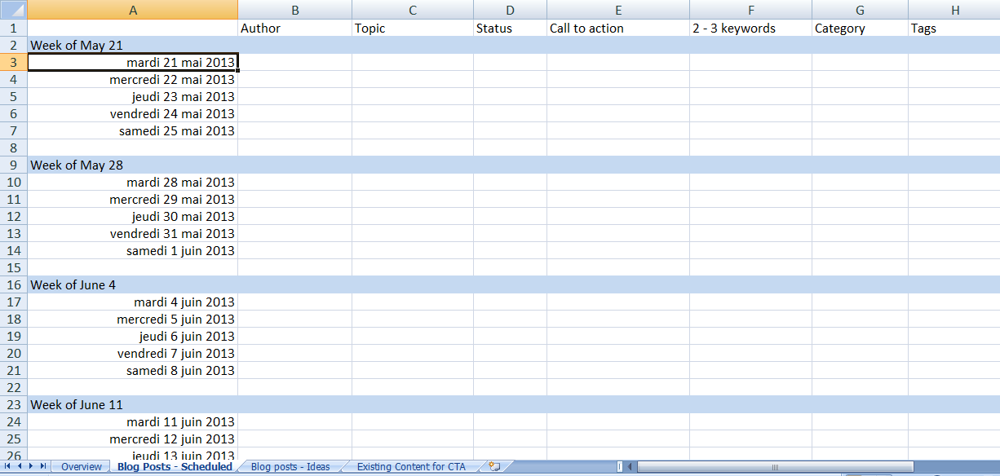 A B C D E F G H
1 Author Topic Status Call to action 2 - 3 keywords Category Tags
2 Week of May 21
3 mardi 21 mai 2013
4 mercredi 22 mai 2013
5 jeudi 23 mai 2013
6 vendredi 24 mai 2013
7 samedi 25 mai 2013
8
9 Week of May 28
10 mardi 28 mai 2013
11 mercredi 29 mai 2013
12 jeudi 30 mai 2013
13 vendredi 31 mai 2013
14 samedi 1 juin 2013
15
16 Week of June 4
17 mardi 4 juin 2013
18 mercredi 5 juin 2013
19 jeudi 6 juin 2013
20 vendredi 7 juin 2013
21 samedi 8 juin 2013
22
23 Week of June 11
24 mardi 11 juin 2013
25 mercredi 12 juin 2013
26 jeudi 13 juin 2013
Overview Blog Posts - Scheduled Blog posts - Ideas Existing Content for CTA